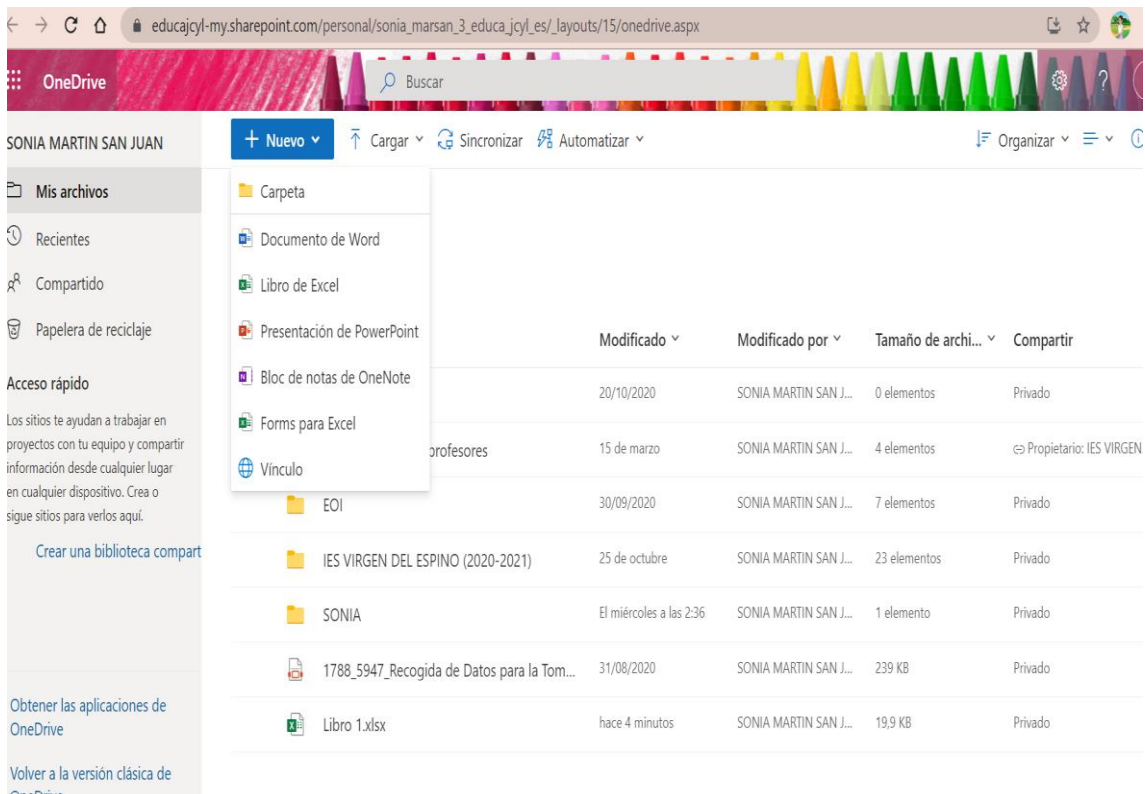 educajcyl-my.sharepoint.com/personal/sonia_marsan_3_educa_jcyl_es/_layouts/15/onedrive.aspx
OneDrive
Buscar
?
SONIA MARTIN SAN JUAN
+ Nuevo
Cargar
Sincronizar
Automatizar
Organizar
Mis archivos
Recientes
Compartido
Papelera de reciclaje
Acceso rápido
Los sitios te ayudan a trabajar en
proyectos con tu equipo y compartir
información desde cualquier lugar
en cualquier dispositivo. Crea o
sigue sitios para verlos aquí.
Crear una biblioteca compart
Obtener las aplicaciones de
OneDrive
Volver a la versión clásica de
Carpeta
Documento de Word
Libro de Excel
Presentación de PowerPoint
Bloc de notas de OneNote
Forms para Excel
Vínculo
Modificado Modificado por Tamaño de archi... Compartir
20/10/2020 SONIA MARTIN SAN J... 0 elementos Privado
profesores 15 de marzo SONIA MARTIN SAN J... 4 elementos Propietario: IES VIRGEN
EOI 30/09/2020 SONIA MARTIN SAN J... 7 elementos Privado
IES VIRGEN DEL ESPINO (2020-2021) 25 de octubre SONIA MARTIN SAN J... 23 elementos Privado
SONIA El miércoles a las 2:36 SONIA MARTIN SAN J... 1 elemento Privado
1788_5947_Recogida de Datos para la Tom... 31/08/2020 SONIA MARTIN SAN J... 239 KB Privado
Libro 1.xlsx hace 4 minutos SONIA MARTIN SAN J... 19,9 KB Privado